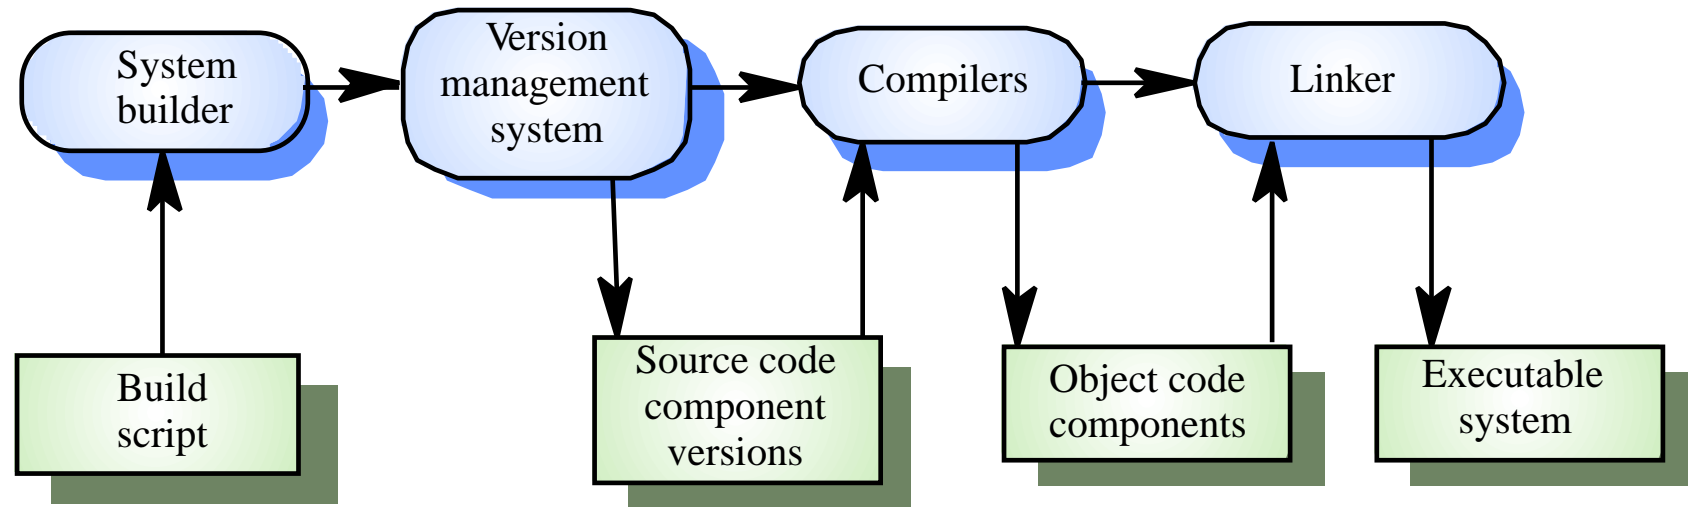 System
builder
Version
management
system
Compilers
Linker
Build
script
Source code
component
versions
Object code
components
Executable
system